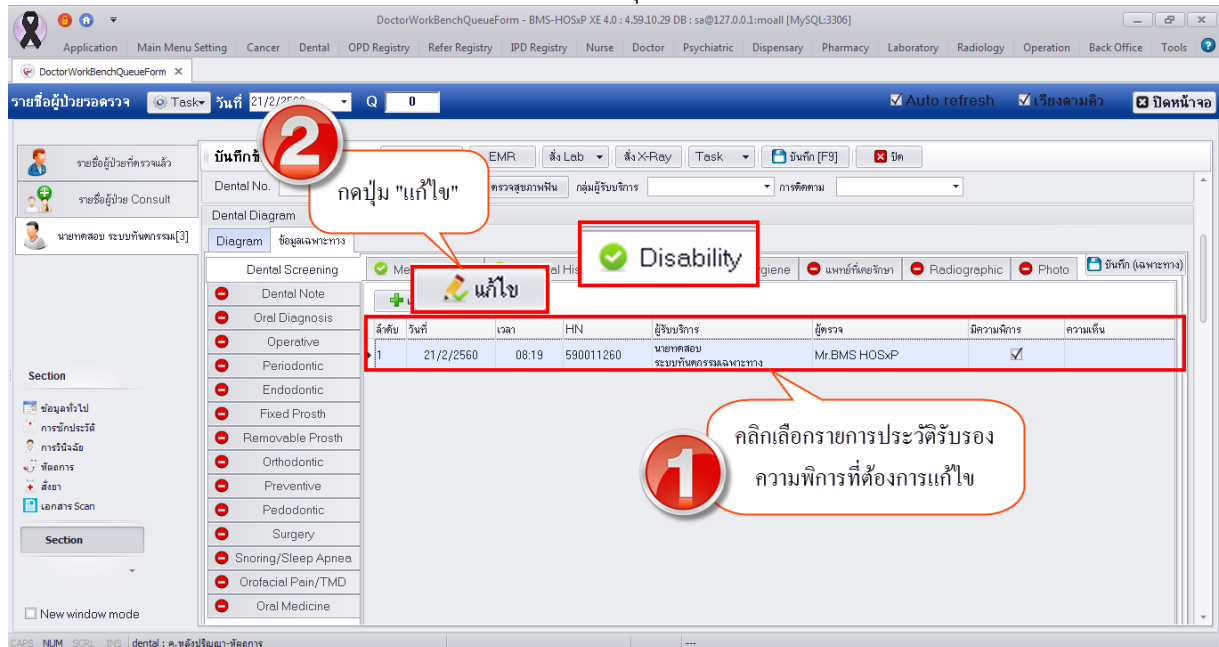 DoctorWorkBenchQueueForm - BMS-HOSxP XE 4.0 : 4.59.10.29 DB : sa@127.0.0.1:moall [MySQL:3306]
Application Main Menu Setting Cancer Dental OPD Registry Refer Registry IPD Registry Nurse Doctor Psychiatric Dispensary Pharmacy Laboratory Radiology Operation Back Office Tools
DoctorWorkBenchQueueForm
รายชื่อผู้ป่วยรอตรวจ Task วันที่ 21/2/2560 Q 0 Auto refresh เรียงตามคิว ปิดหน้าจอ
รายชื่อผู้ป่วยที่ตรวจแล้ว
รายชื่อผู้ป่วย Consult
นายทดสอบ ระบบทันตกรรม[3]
EMR สั่ง Lab สั่ง X-Ray Task บันทึก [F9] ปิด
Dental No. ตรวจสุขภาพฟัน กลุ่มผู้รับบริการ การติดตาม
2
กดปุ่ม "แก้ไข"
Dental Diagram
Diagram ข้อมูลเฉพาะทาง
Disability
แพทย์ที่เคยรักษา Radiographic Photo บันทึก (เฉพาะทาง)
แก้ไข
ลำดับ วันที่ เวลา HN ผู้รับบริการ ผู้ตรวจ มีความพิการ ความเห็น
1 21/2/2560 08:19 590011260 นายทดสอบ ระบบทันตกรรมเฉพาะทาง Mr.BMS HOSxP
1
คลิกเลือกรายการประวัติรับรอง
ความพิการที่ต้องการแก้ไข
Dental Screening
Dental Note
Oral Diagnosis
Operative
Periodontic
Endodontic
Fixed Prosth
Removable Prosth
Orthodontic
Preventive
Pedodontic
Surgery
Snoring/Sleep Apnea
Orofacial Pain/TMD
Oral Medicine
Section
ข้อมูลทั่วไป
การซักประวัติ
การวินิจฉัย
หัตถการ
สั่งยา
เอกสาร Scan
Section
New window mode
CAPS NUM SCRL INS dental : ค.หลังปริญญา-หัตถการ ---